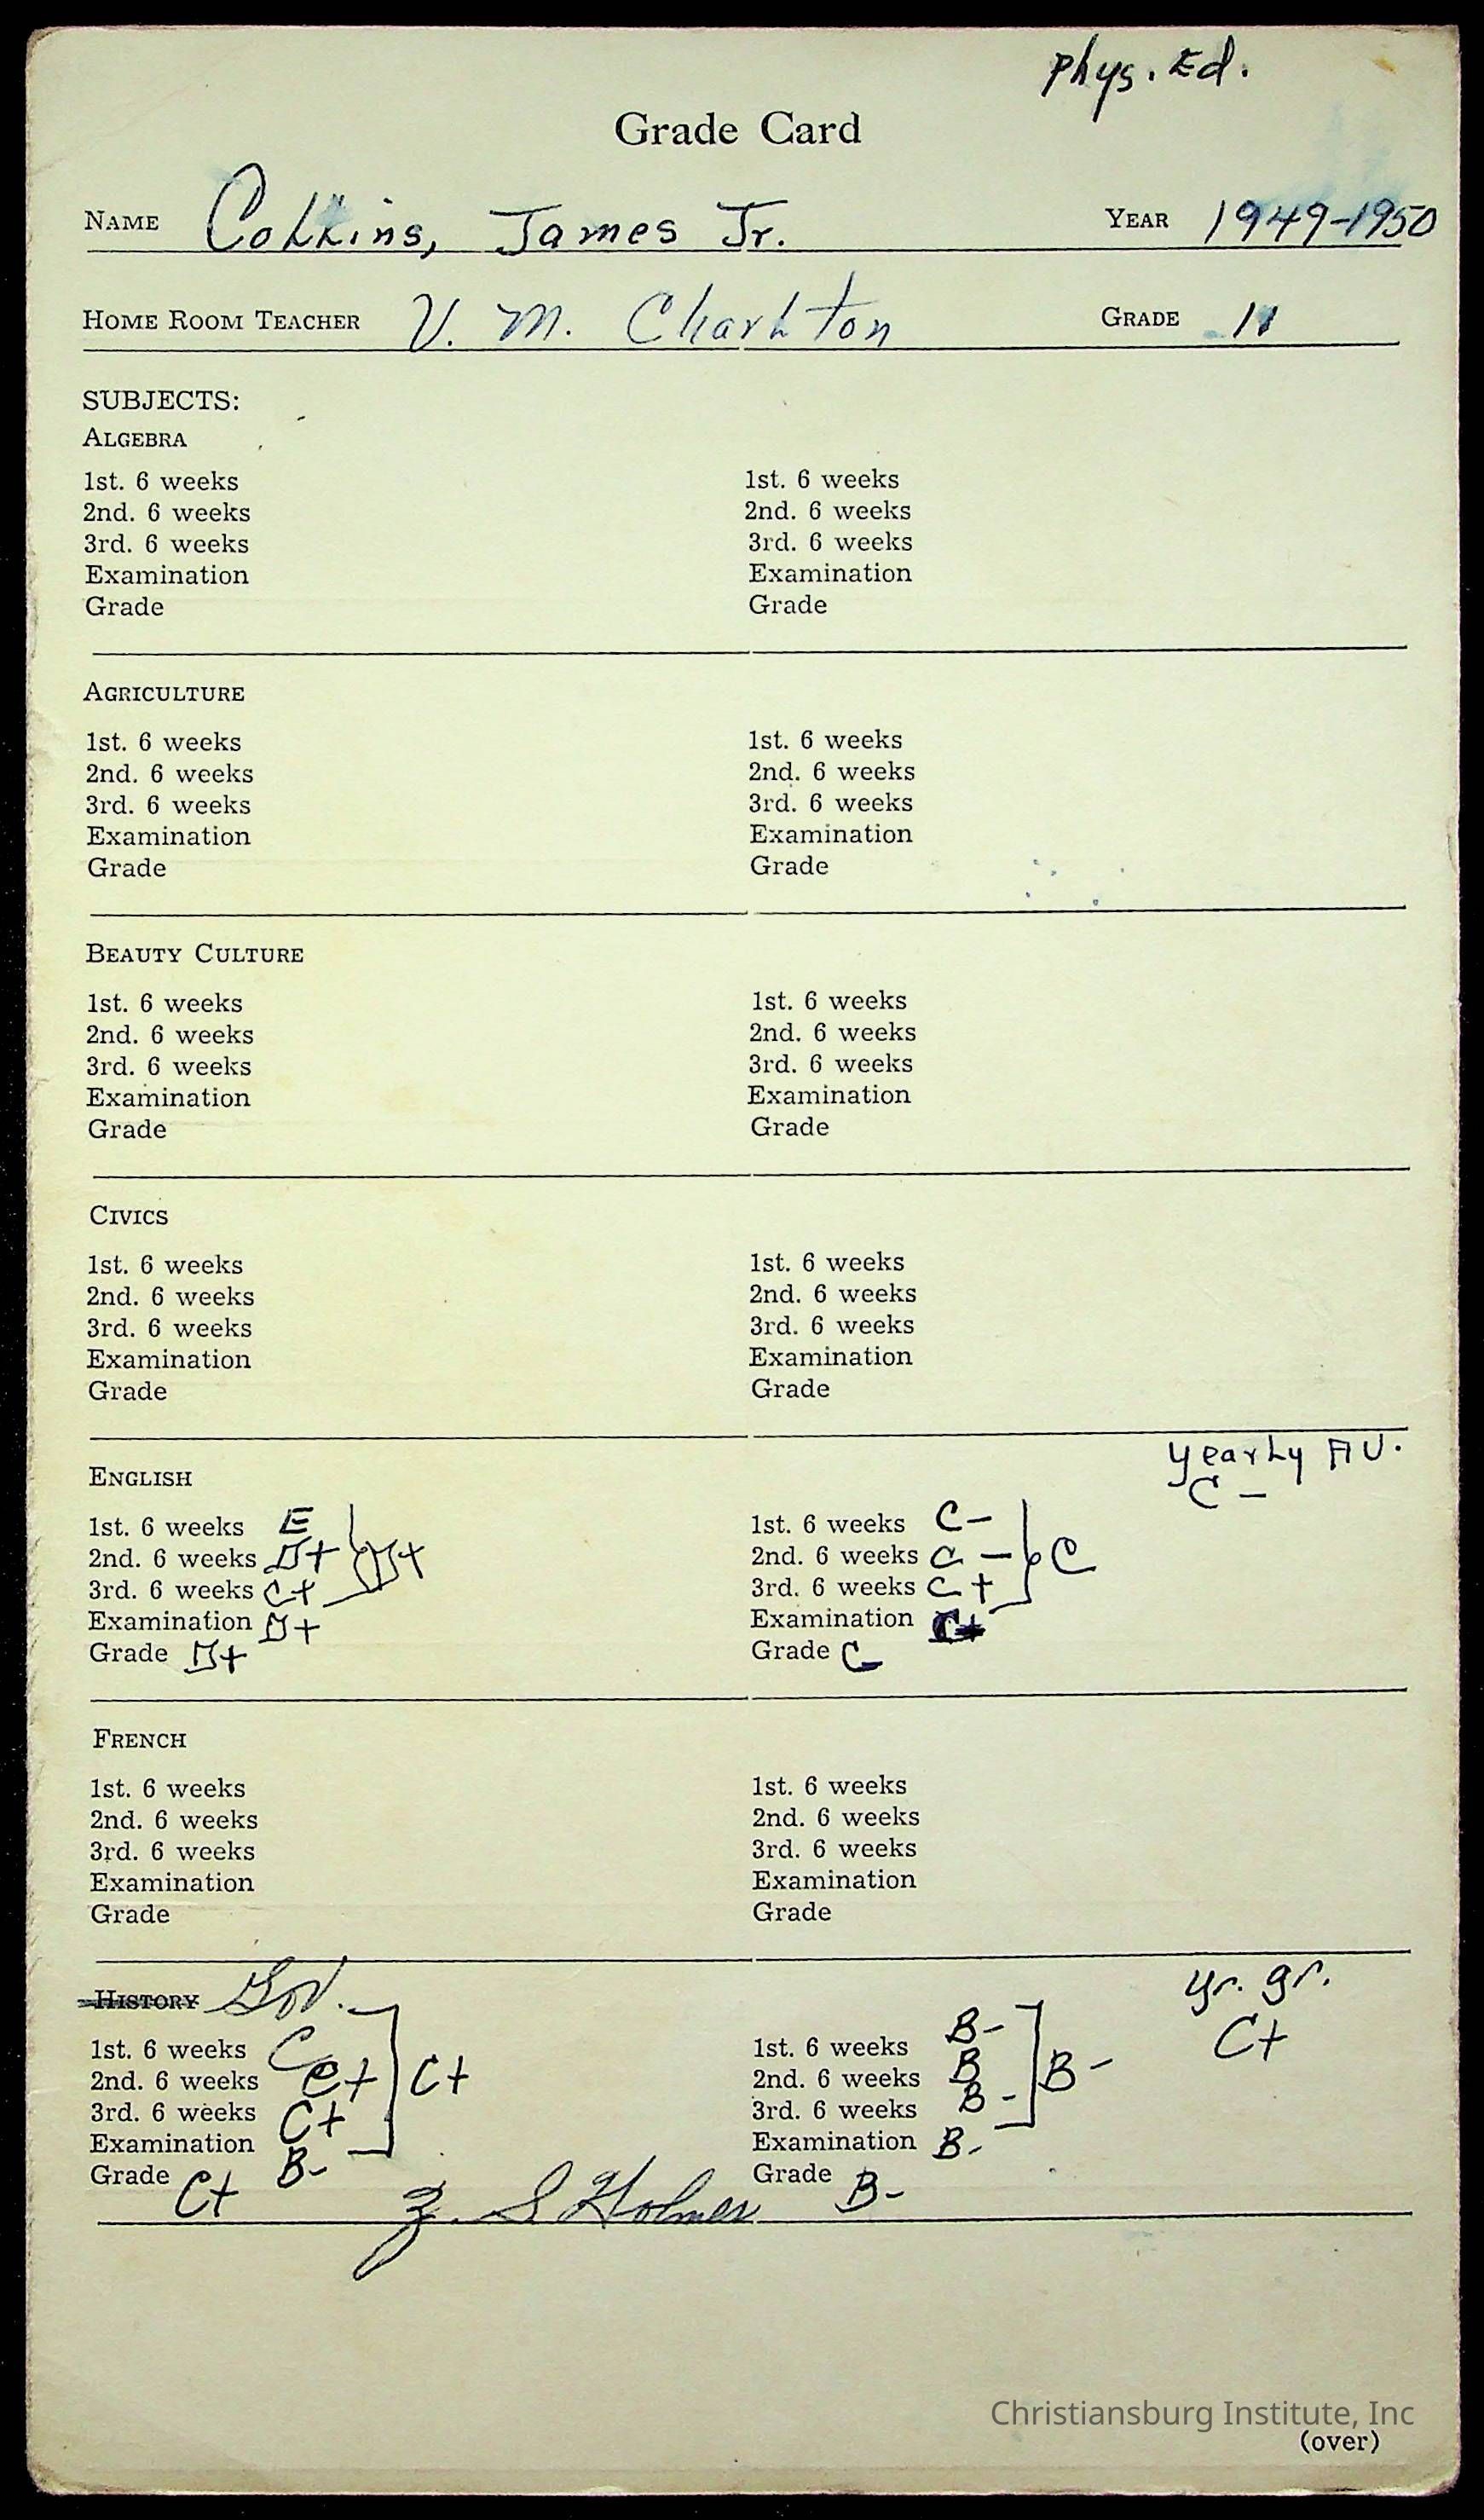 Phys. Ed.
Grade Card
NAME Collins, James Jr. YEAR 1949-1950
HOME ROOM TEACHER V. M. Charlton GRADE 11
SUBJECTS:
ALGEBRA
1st. 6 weeks 1st. 6 weeks
2nd. 6 weeks 2nd. 6 weeks
3rd. 6 weeks 3rd. 6 weeks
Examination Examination
Grade Grade
AGRICULTURE
1st. 6 weeks 1st. 6 weeks
2nd. 6 weeks 2nd. 6 weeks
3rd. 6 weeks 3rd. 6 weeks
Examination Examination
Grade Grade
BEAUTY CULTURE
1st. 6 weeks 1st. 6 weeks
2nd. 6 weeks 2nd. 6 weeks
3rd. 6 weeks 3rd. 6 weeks
Examination Examination
Grade Grade
CIVICS
1st. 6 weeks 1st. 6 weeks
2nd. 6 weeks 2nd. 6 weeks
3rd. 6 weeks 3rd. 6 weeks
Examination Examination
Grade Grade
ENGLISH yearly AV.
C-
1st. 6 weeks E 1st. 6 weeks C-
2nd. 6 weeks D+ D+ 2nd. 6 weeks C- C
3rd. 6 weeks C+ 3rd. 6 weeks C+
Examination D+ Examination C+
Grade D+ Grade C-
FRENCH
1st. 6 weeks 1st. 6 weeks
2nd. 6 weeks 2nd. 6 weeks
3rd. 6 weeks 3rd. 6 weeks
Examination Examination
Grade Grade
HISTORY Gov. yr. gr.
1st. 6 weeks C 1st. 6 weeks B- C+
2nd. 6 weeks C+ C+ 2nd. 6 weeks B B-
3rd. 6 weeks C+ 3rd. 6 weeks B-
Examination B- Examination B-
Grade C+ Grade B-
Z. S Holmes
Christiansburg Institute, Inc
(over)